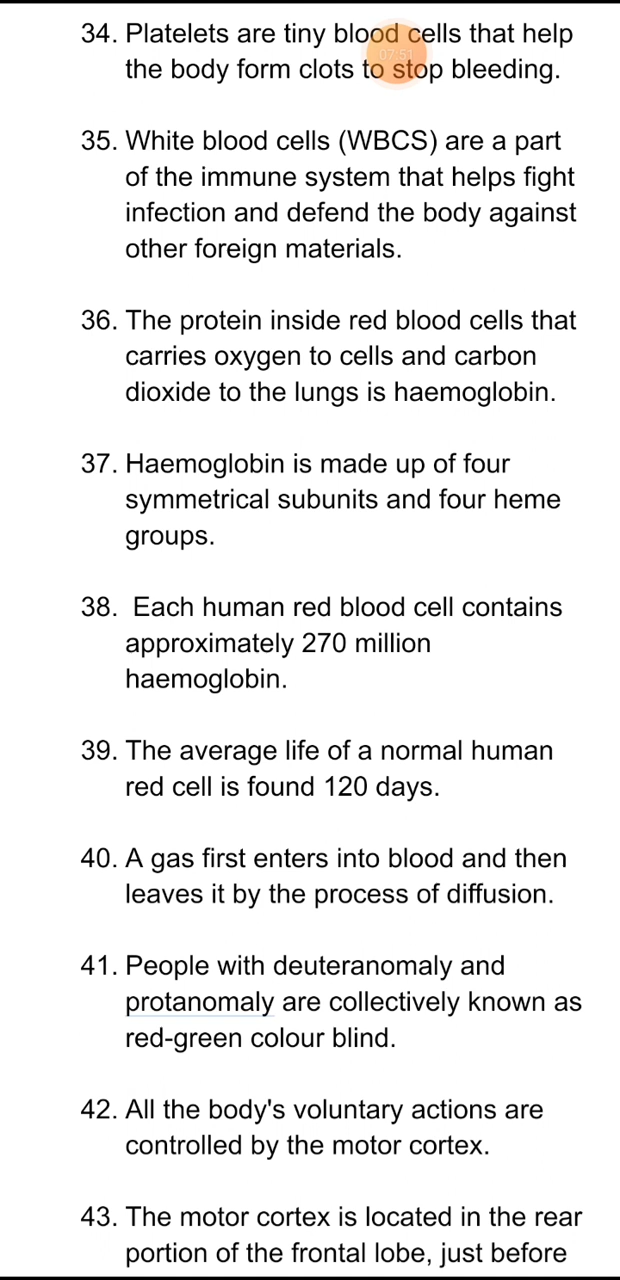 34. Platelets are tiny blood cells that help
the body form clots to stop bleeding.
07:51
35. White blood cells (WBCS) are a part
of the immune system that helps fight
infection and defend the body against
other foreign materials.
36. The protein inside red blood cells that
carries oxygen to cells and carbon
dioxide to the lungs is haemoglobin.
37. Haemoglobin is made up of four
symmetrical subunits and four heme
groups.
38. Each human red blood cell contains
approximately 270 million
haemoglobin.
39. The average life of a normal human
red cell is found 120 days.
40. A gas first enters into blood and then
leaves it by the process of diffusion.
41. People with deuteranomaly and
protanomaly are collectively known as
red-green colour blind.
42. All the body's voluntary actions are
controlled by the motor cortex.
43. The motor cortex is located in the rear
portion of the frontal lobe, just before